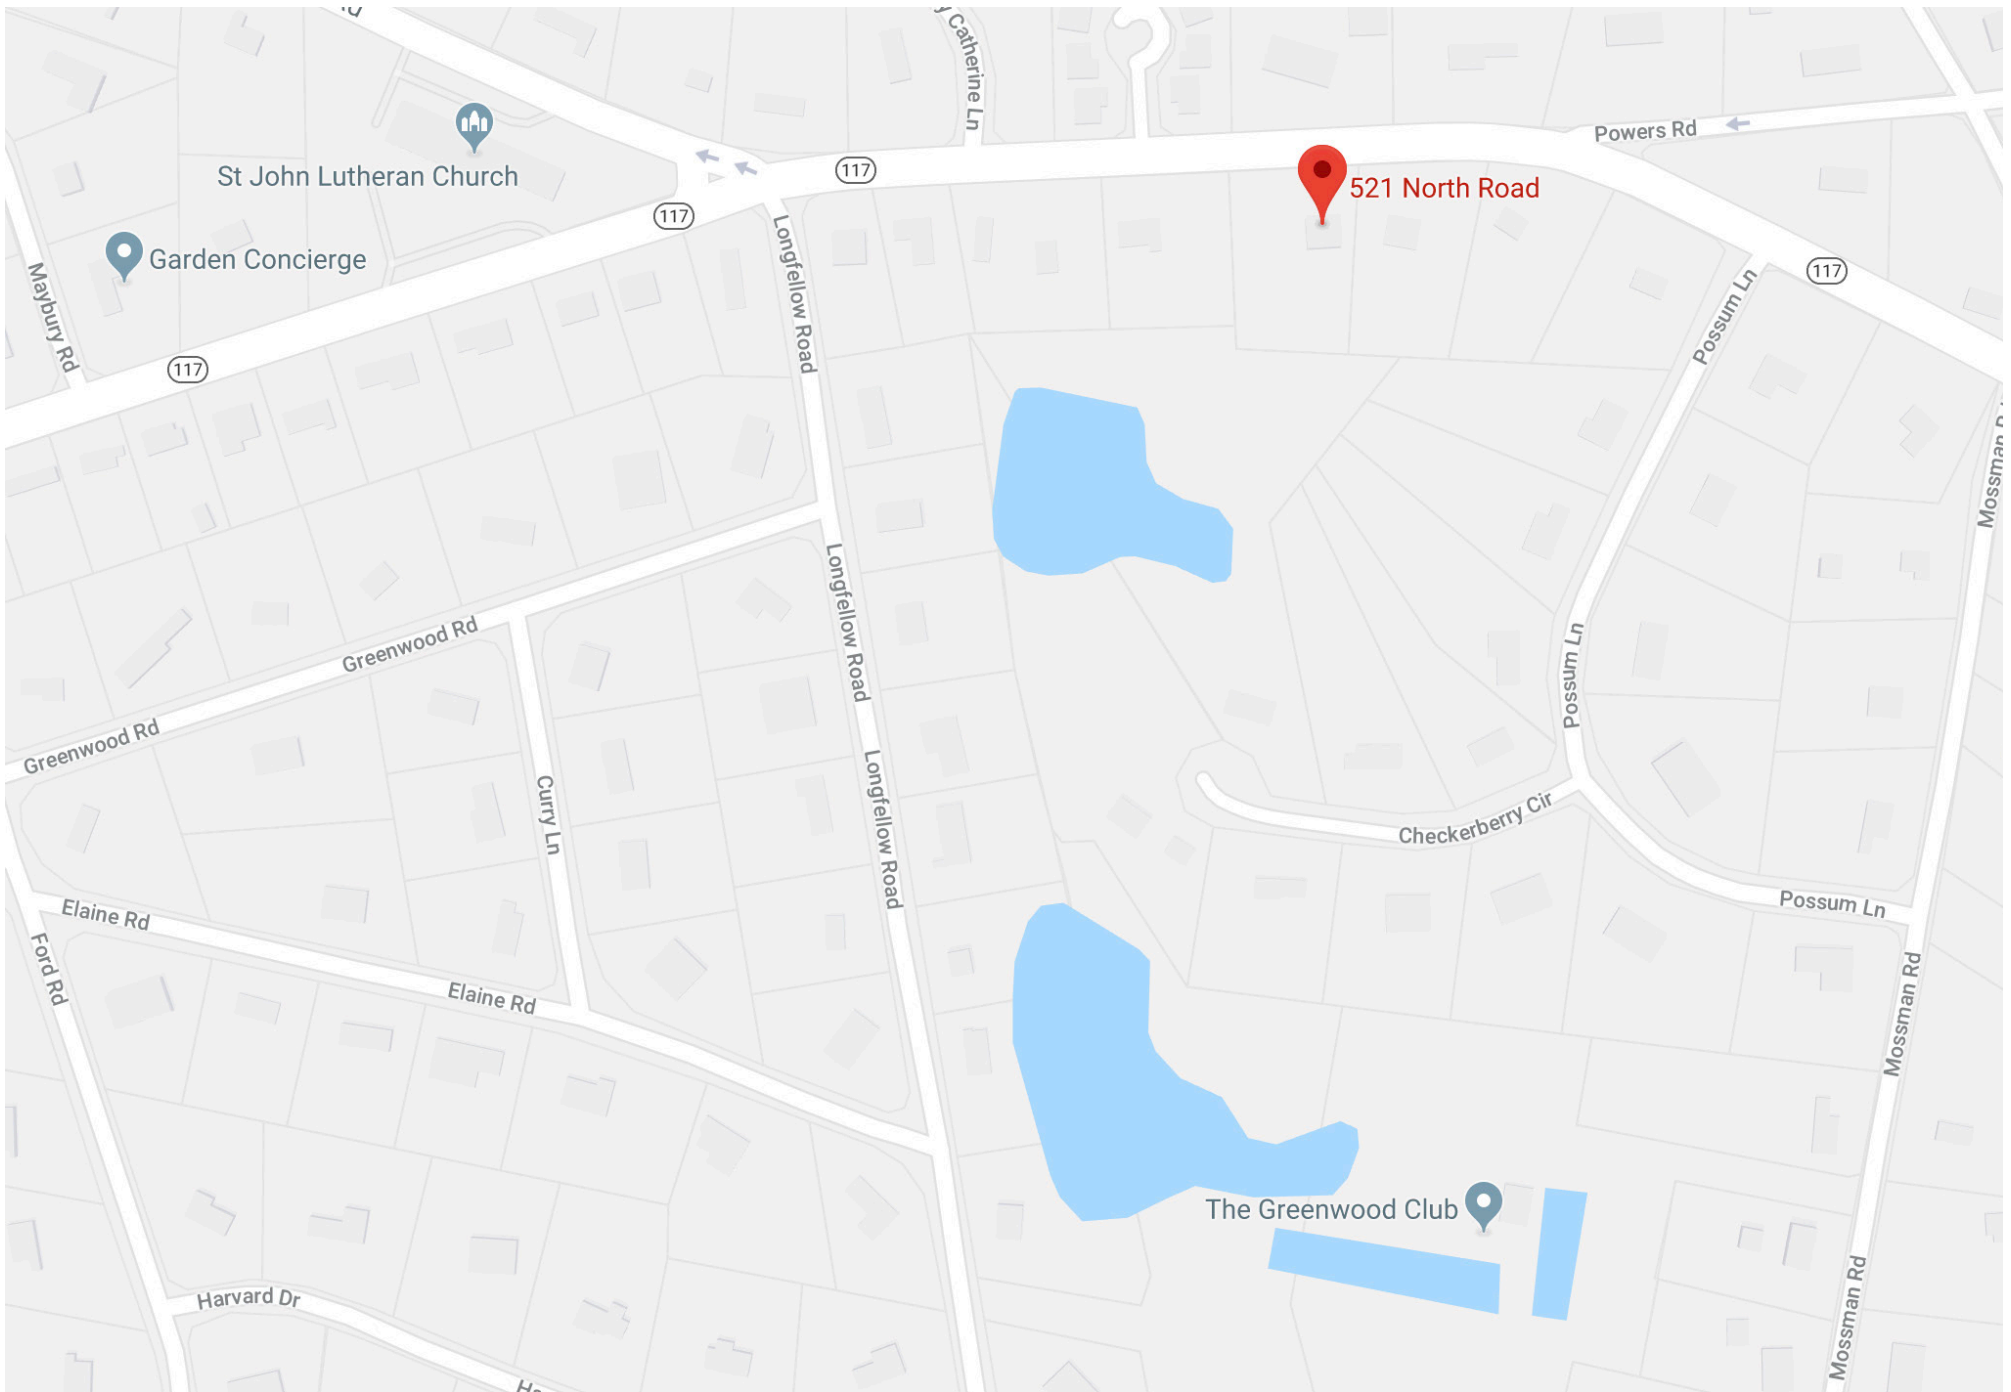 Catherine Ln
Powers Rd
117
St John Lutheran Church
521 North Road
117
Garden Concierge
117
Maybury Rd
Longfellow Road
Possum Ln
117
Mossman
Longfellow Road
Greenwood Rd
Possum Ln
Greenwood Rd
Curry Ln
Longfellow Road
Checkerberry Cir
Elaine Rd
Possum Ln
Ford Rd
Elaine Rd
Mossman Rd
The Greenwood Club
Harvard Dr
Mossman Rd